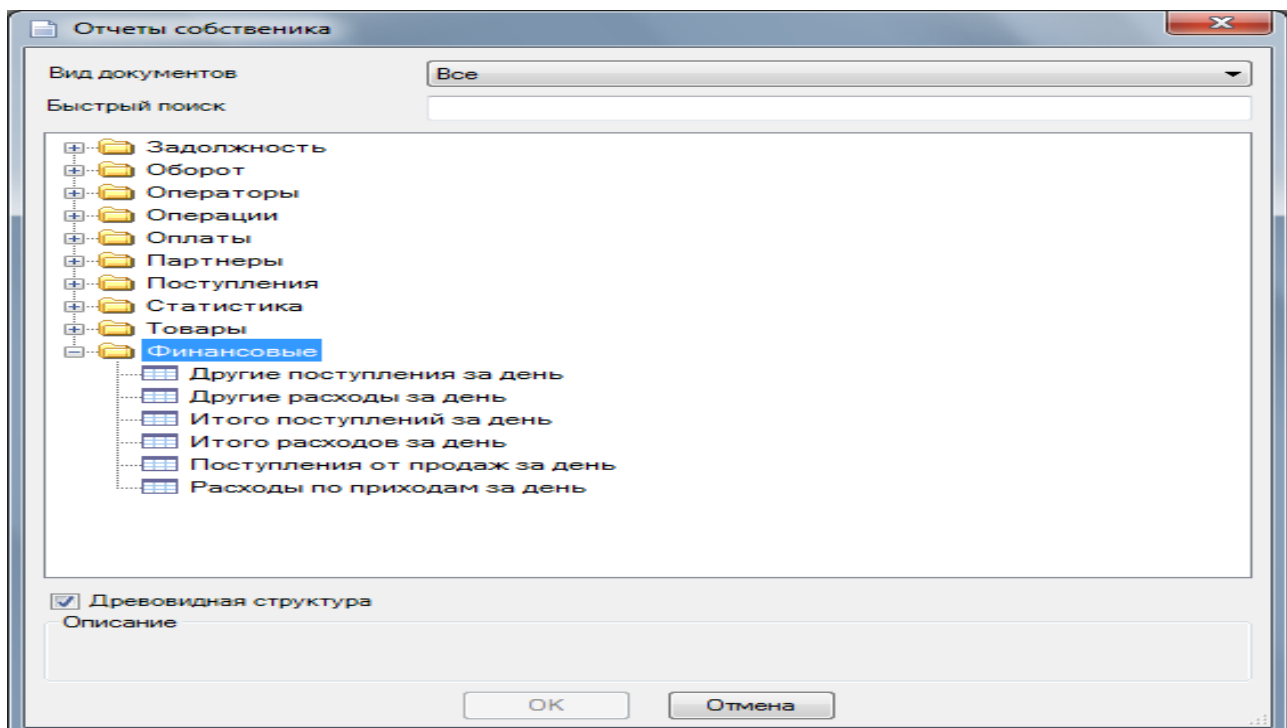 Отчеты собственика
Вид документов Все
Быстрый поиск
Задолжность
Оборот
Операторы
Операции
Оплаты
Партнеры
Поступления
Статистика
Товары
Финансовые
Другие поступления за день
Другие расходы за день
Итого поступлений за день
Итого расходов за день
Поступления от продаж за день
Расходы по приходам за день
Древовидная структура
Описание
OK Отмена